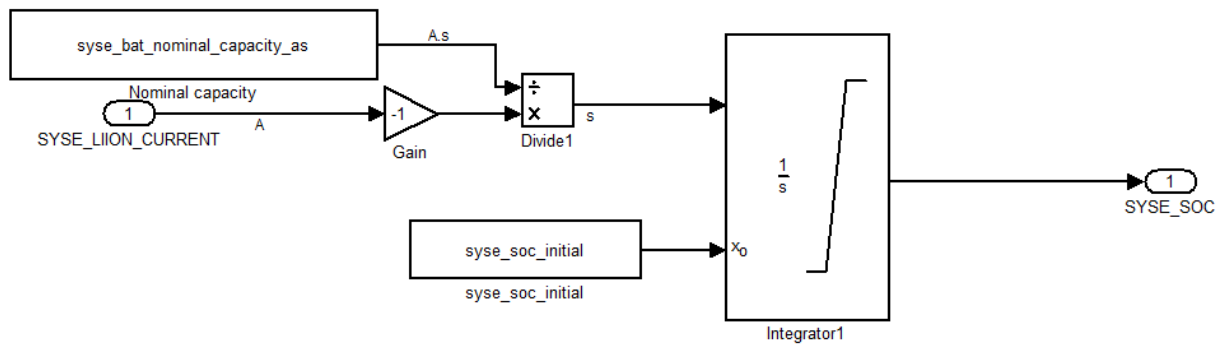 syse_bat_nominal_capacity_as
A.s
Nominal capacity
1
SYSE_LIION_CURRENT
A
-1
Gain
÷
×
Divide1
s
1
s
x0
Integrator1
syse_soc_initial
syse_soc_initial
1
SYSE_SOC